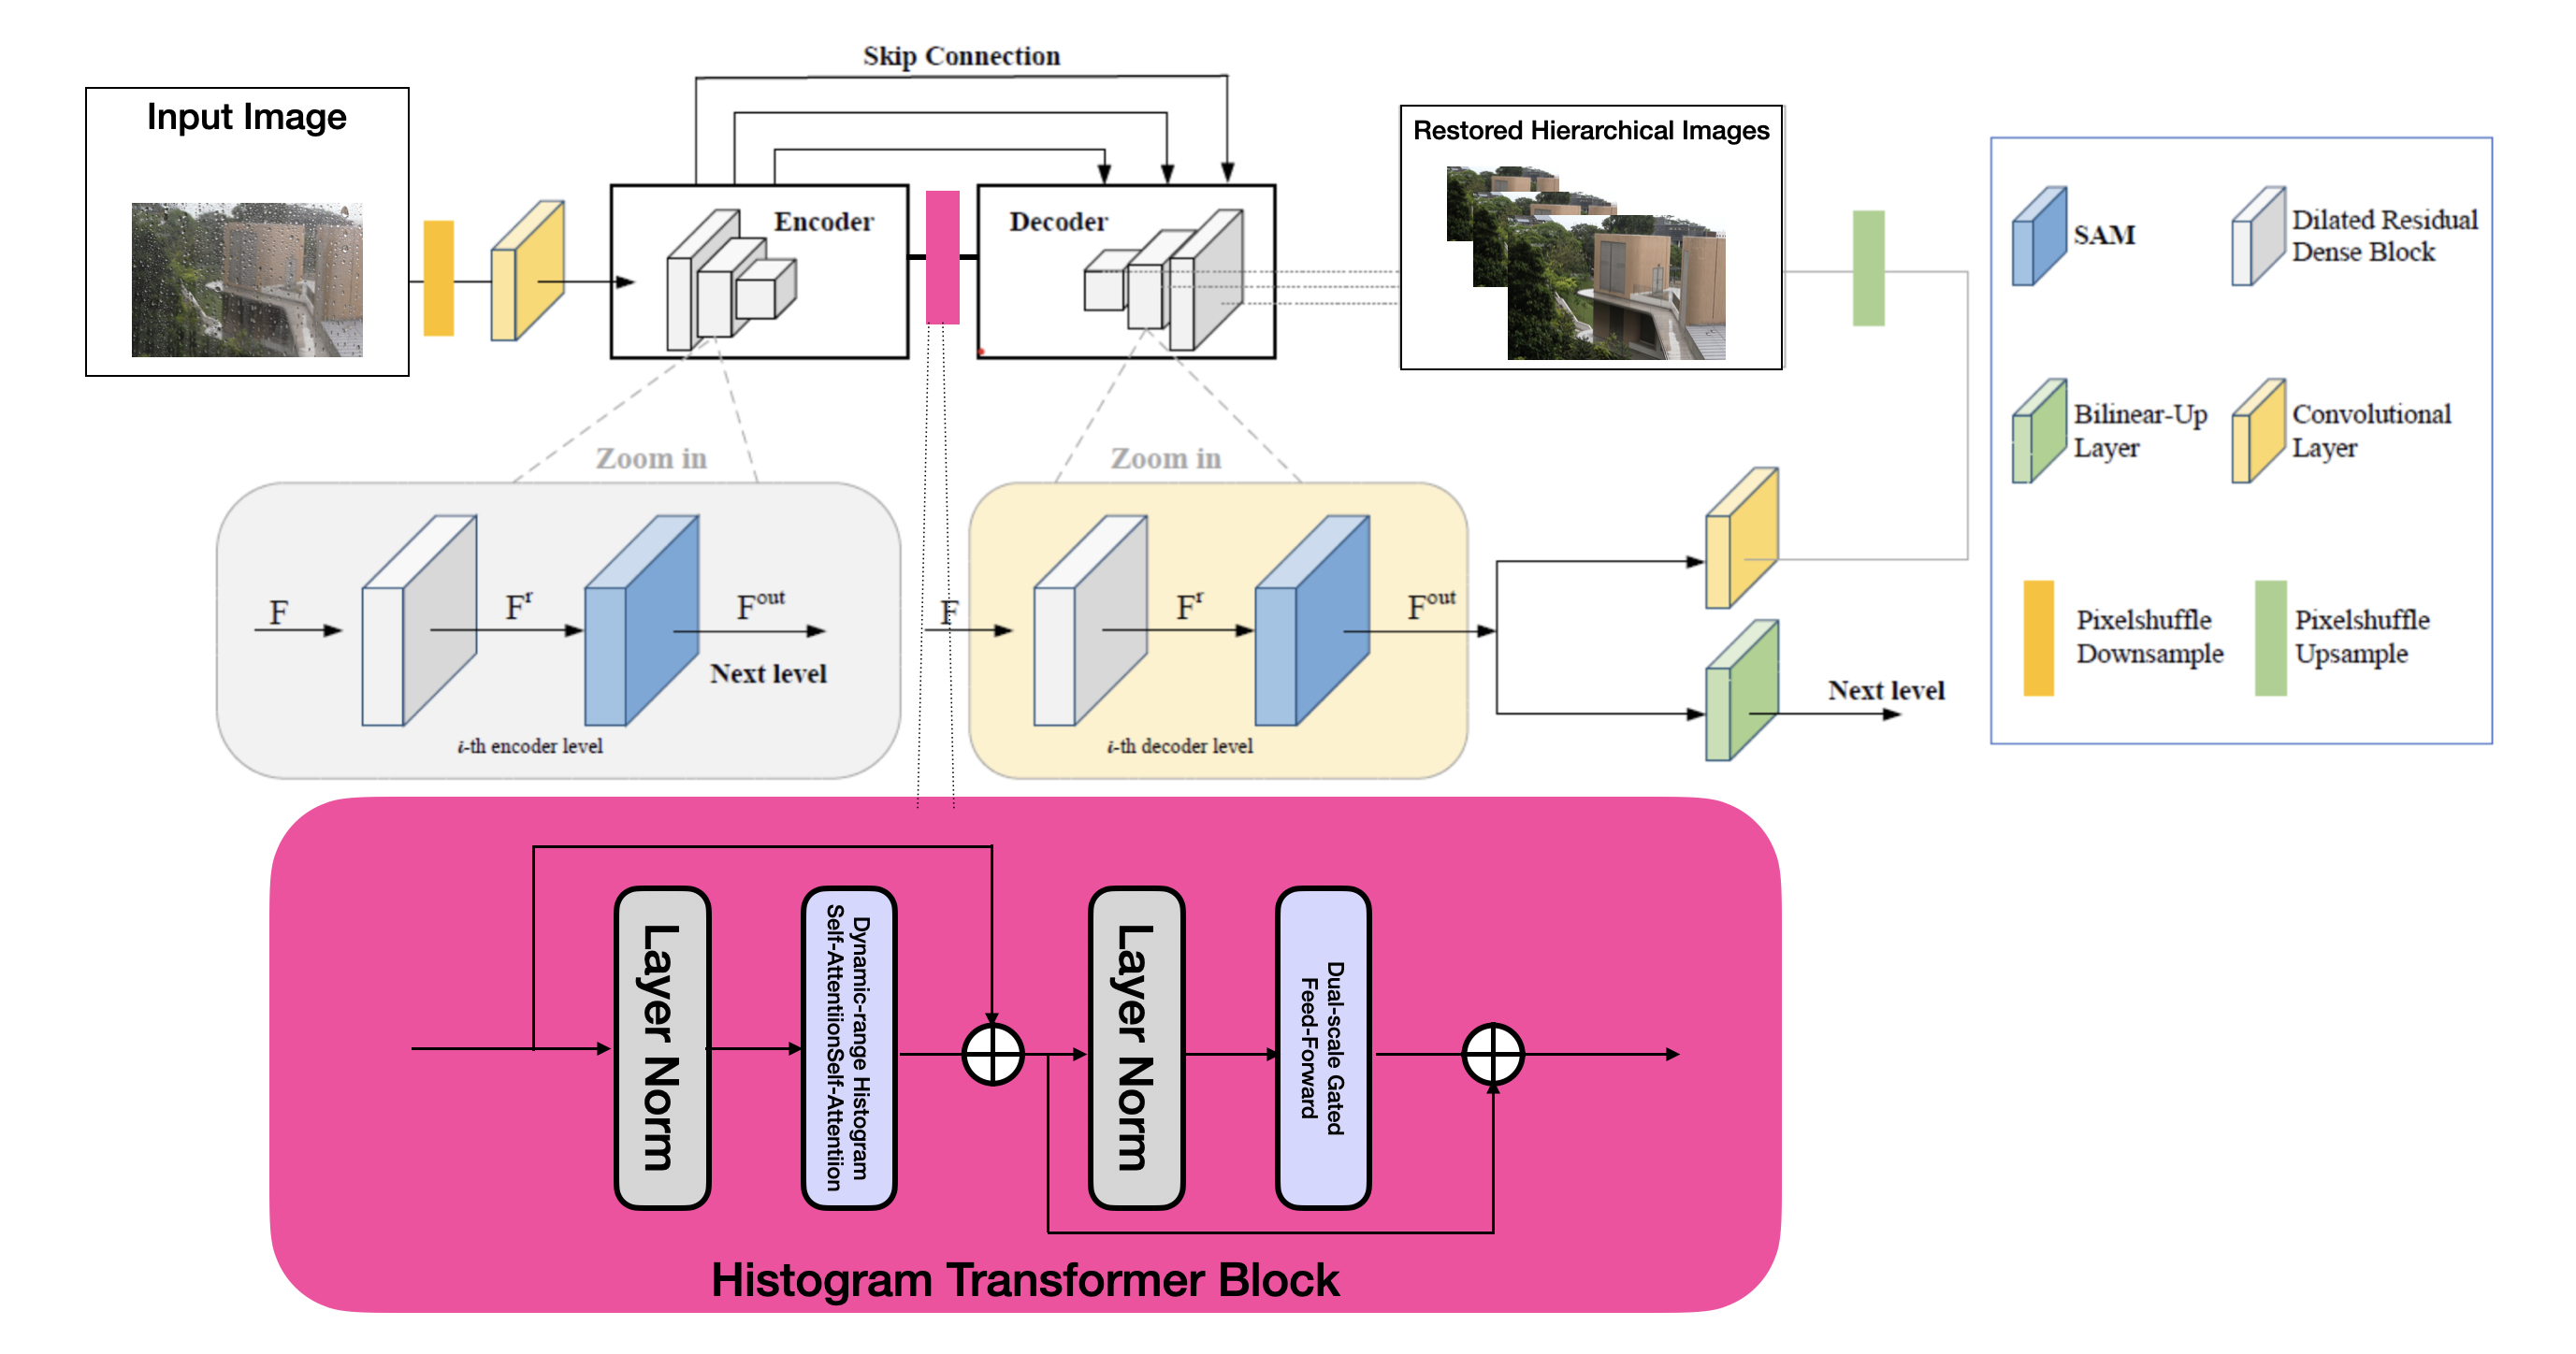 Skip Connection
Input Image
Encoder
Decoder
Restored Hierarchical Images
SAM
Dilated Residual
Dense Block
Bilinear-Up
Layer
Convolutional
Layer
Pixelshuffle
Downsample
Pixelshuffle
Upsample
Zoom in
Zoom in
F
F^r
F^out
Next level
i-th encoder level
F
F^r
F^out
i-th decoder level
Next level
Layer Norm
Dynamic-range Histogram
Self-AttentiionSelf-Attentiion
Layer Norm
Dual-scale Gated
Feed-Forward
Histogram Transformer Block